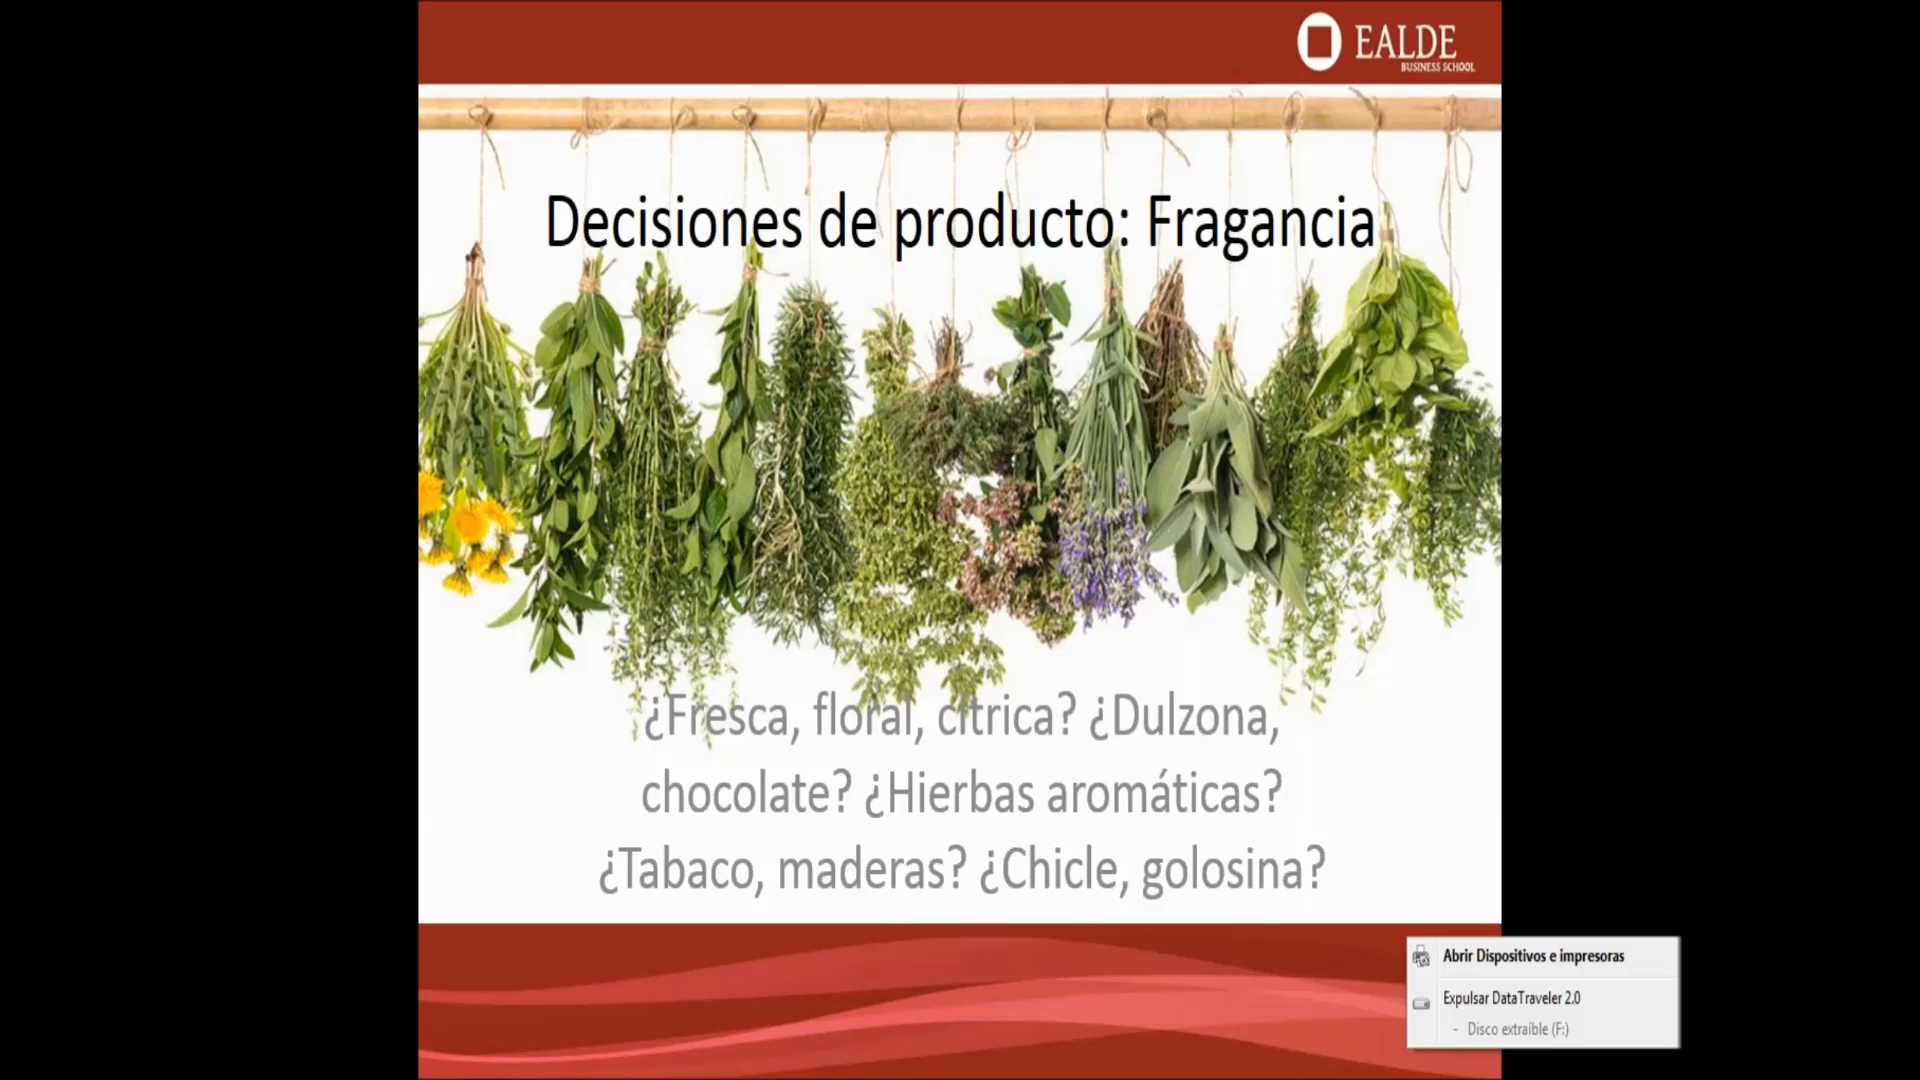 EALDE
BUSINESS SCHOOL
Decisiones de producto: Fragancia
¿Fresca, floral, cítrica? ¿Dulzona,
chocolate? ¿Hierbas aromáticas?
¿Tabaco, maderas? ¿Chicle, golosina?
Abrir Dispositivos e impresoras
Expulsar DataTraveler 2.0
- Disco extraíble (F:)